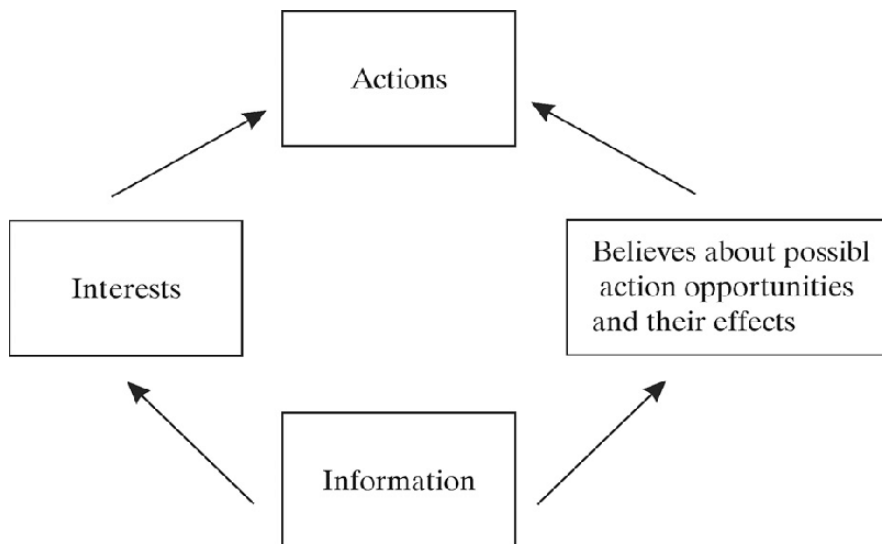 Actions
Interests
Believes about possibl
action opportunities
and their effects
Information